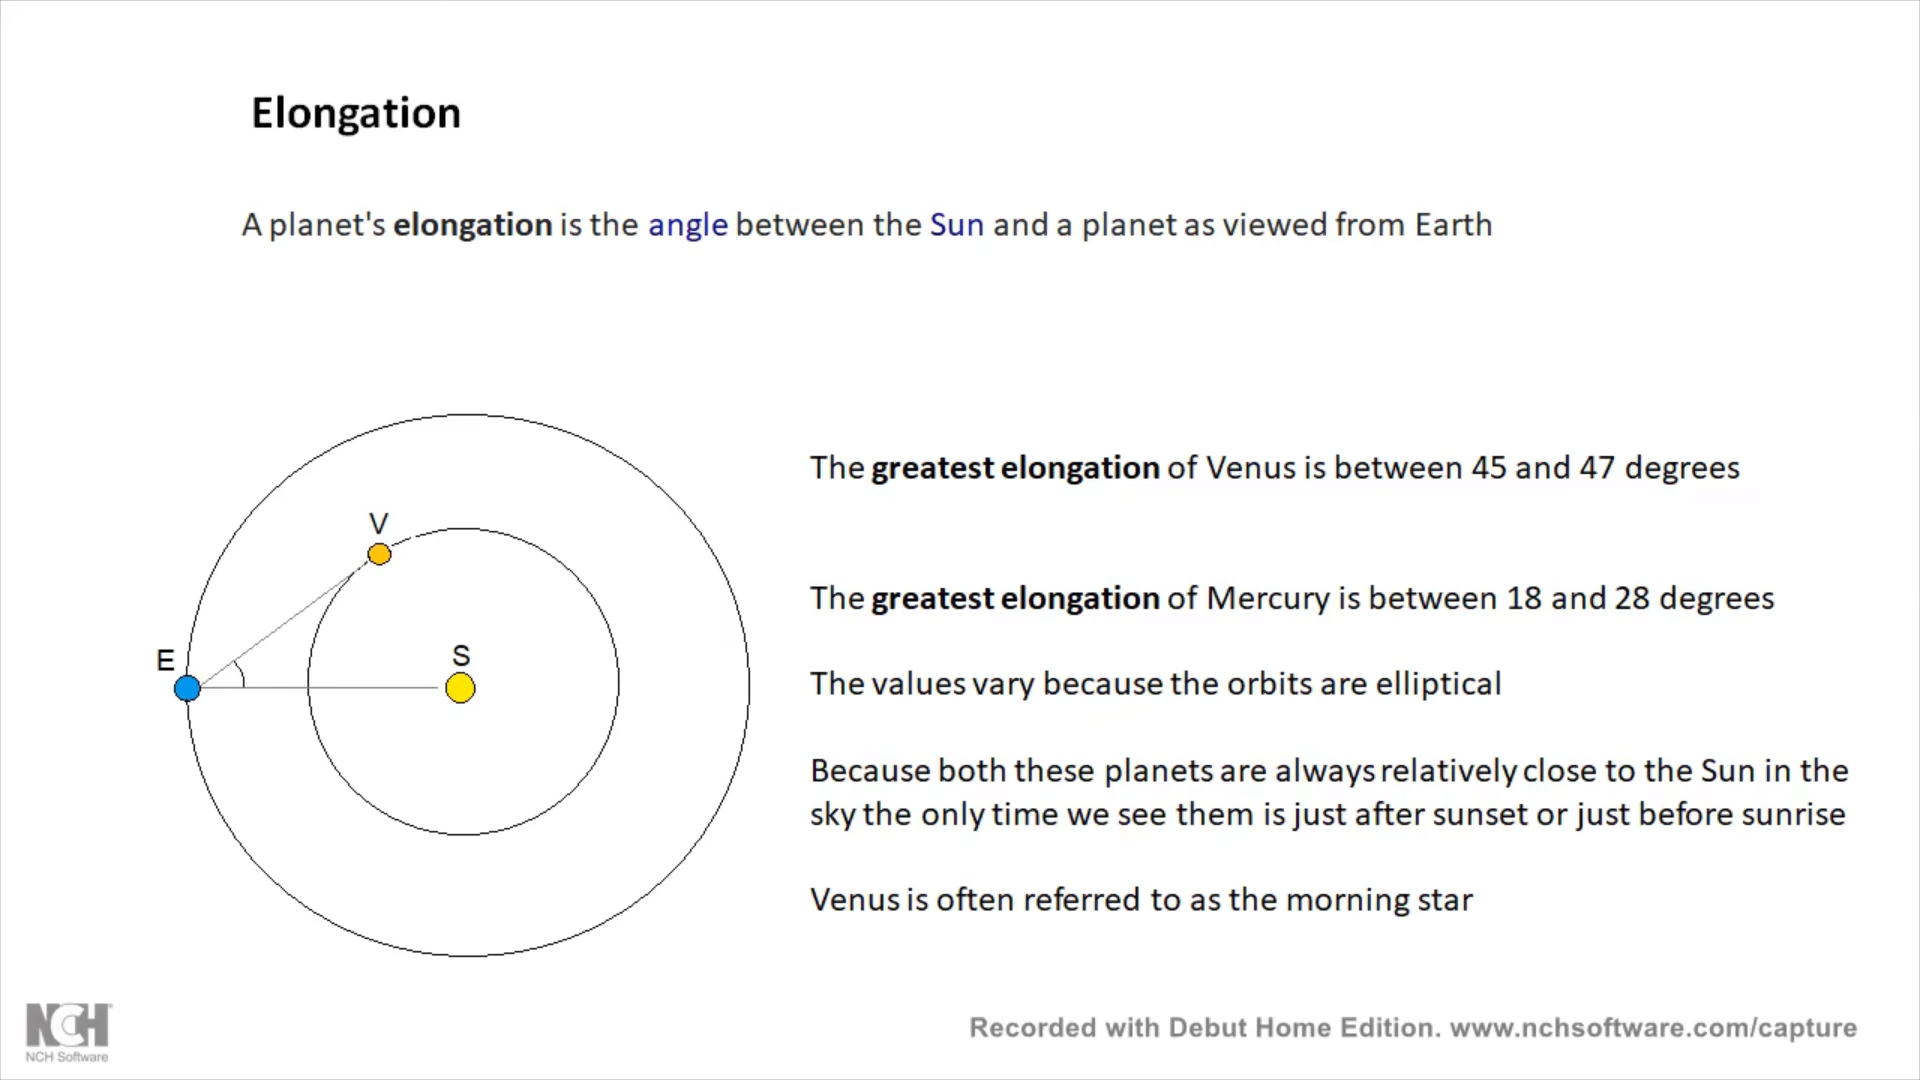 Elongation
A planet's elongation is the angle between the Sun and a planet as viewed from Earth
The greatest elongation of Venus is between 45 and 47 degrees
V
The greatest elongation of Mercury is between 18 and 28 degrees
E
S
The values vary because the orbits are elliptical
Because both these planets are always relatively close to the Sun in the
sky the only time we see them is just after sunset or just before sunrise
Venus is often referred to as the morning star
NCH
NCH Software
Recorded with Debut Home Edition. www.nchsoftware.com/capture